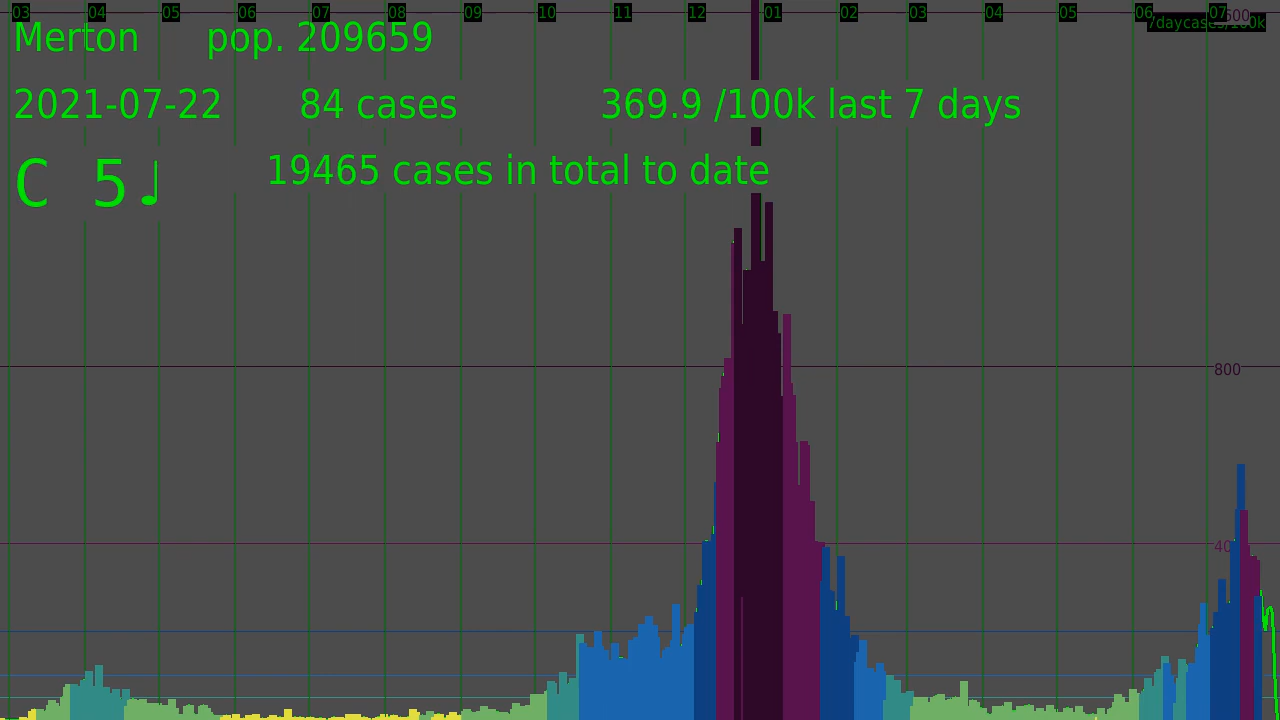 03 04 05 06 07 08 09 10 11 12 01 02 03 04 05 06 07
7daycases/100k
Merton pop. 209659
2021-07-22 84 cases 369.9 /100k last 7 days
C 5♩ 19465 cases in total to date
800